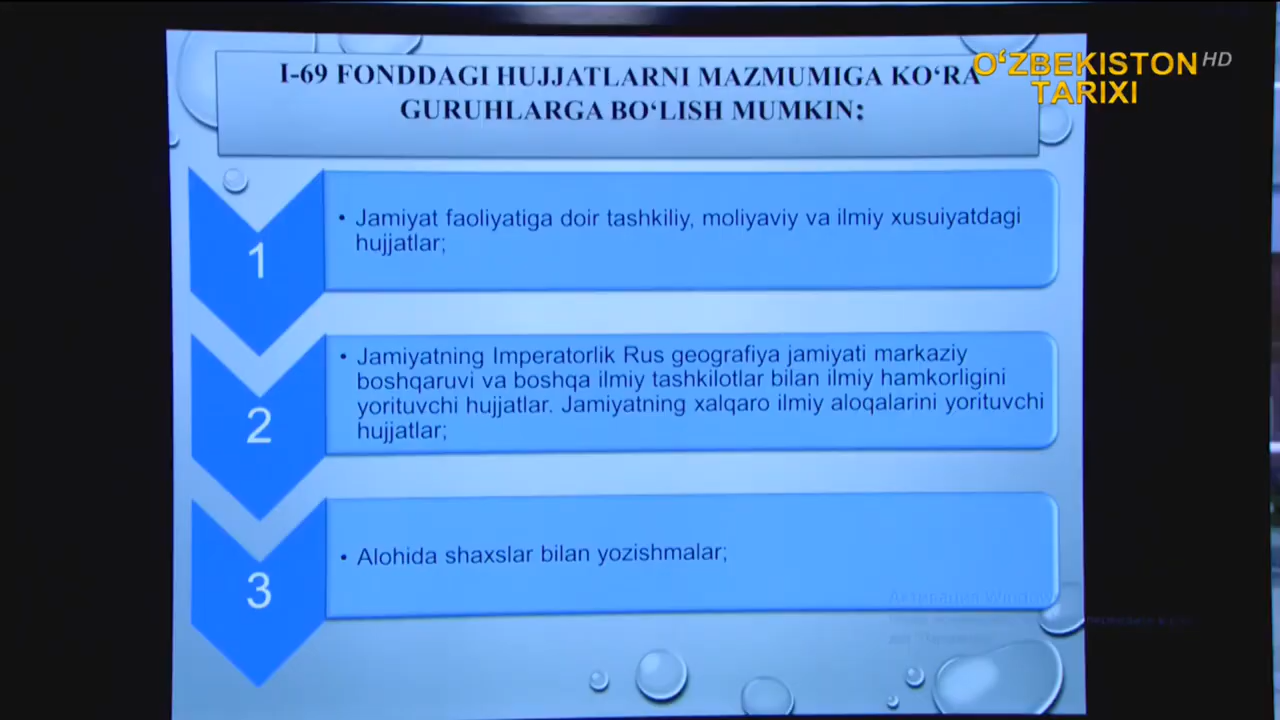 I-69 FONDDAGI HUJJATLARNI MAZMUMIGA KO‘RA
GURUHLARGA BO‘LISH MUMKIN:
O‘ZBEKISTON HD
TARIXI
1
• Jamiyat faoliyatiga doir tashkiliy, moliyaviy va ilmiy xusuiyatdagi
hujjatlar;
2
• Jamiyatning Imperatorlik Rus geografiya jamiyati markaziy
boshqaruvi va boshqa ilmiy tashkilotlar bilan ilmiy hamkorligini
yorituvchi hujjatlar. Jamiyatning xalqaro ilmiy aloqalarini yorituvchi
hujjatlar;
3
• Alohida shaxslar bilan yozishmalar;